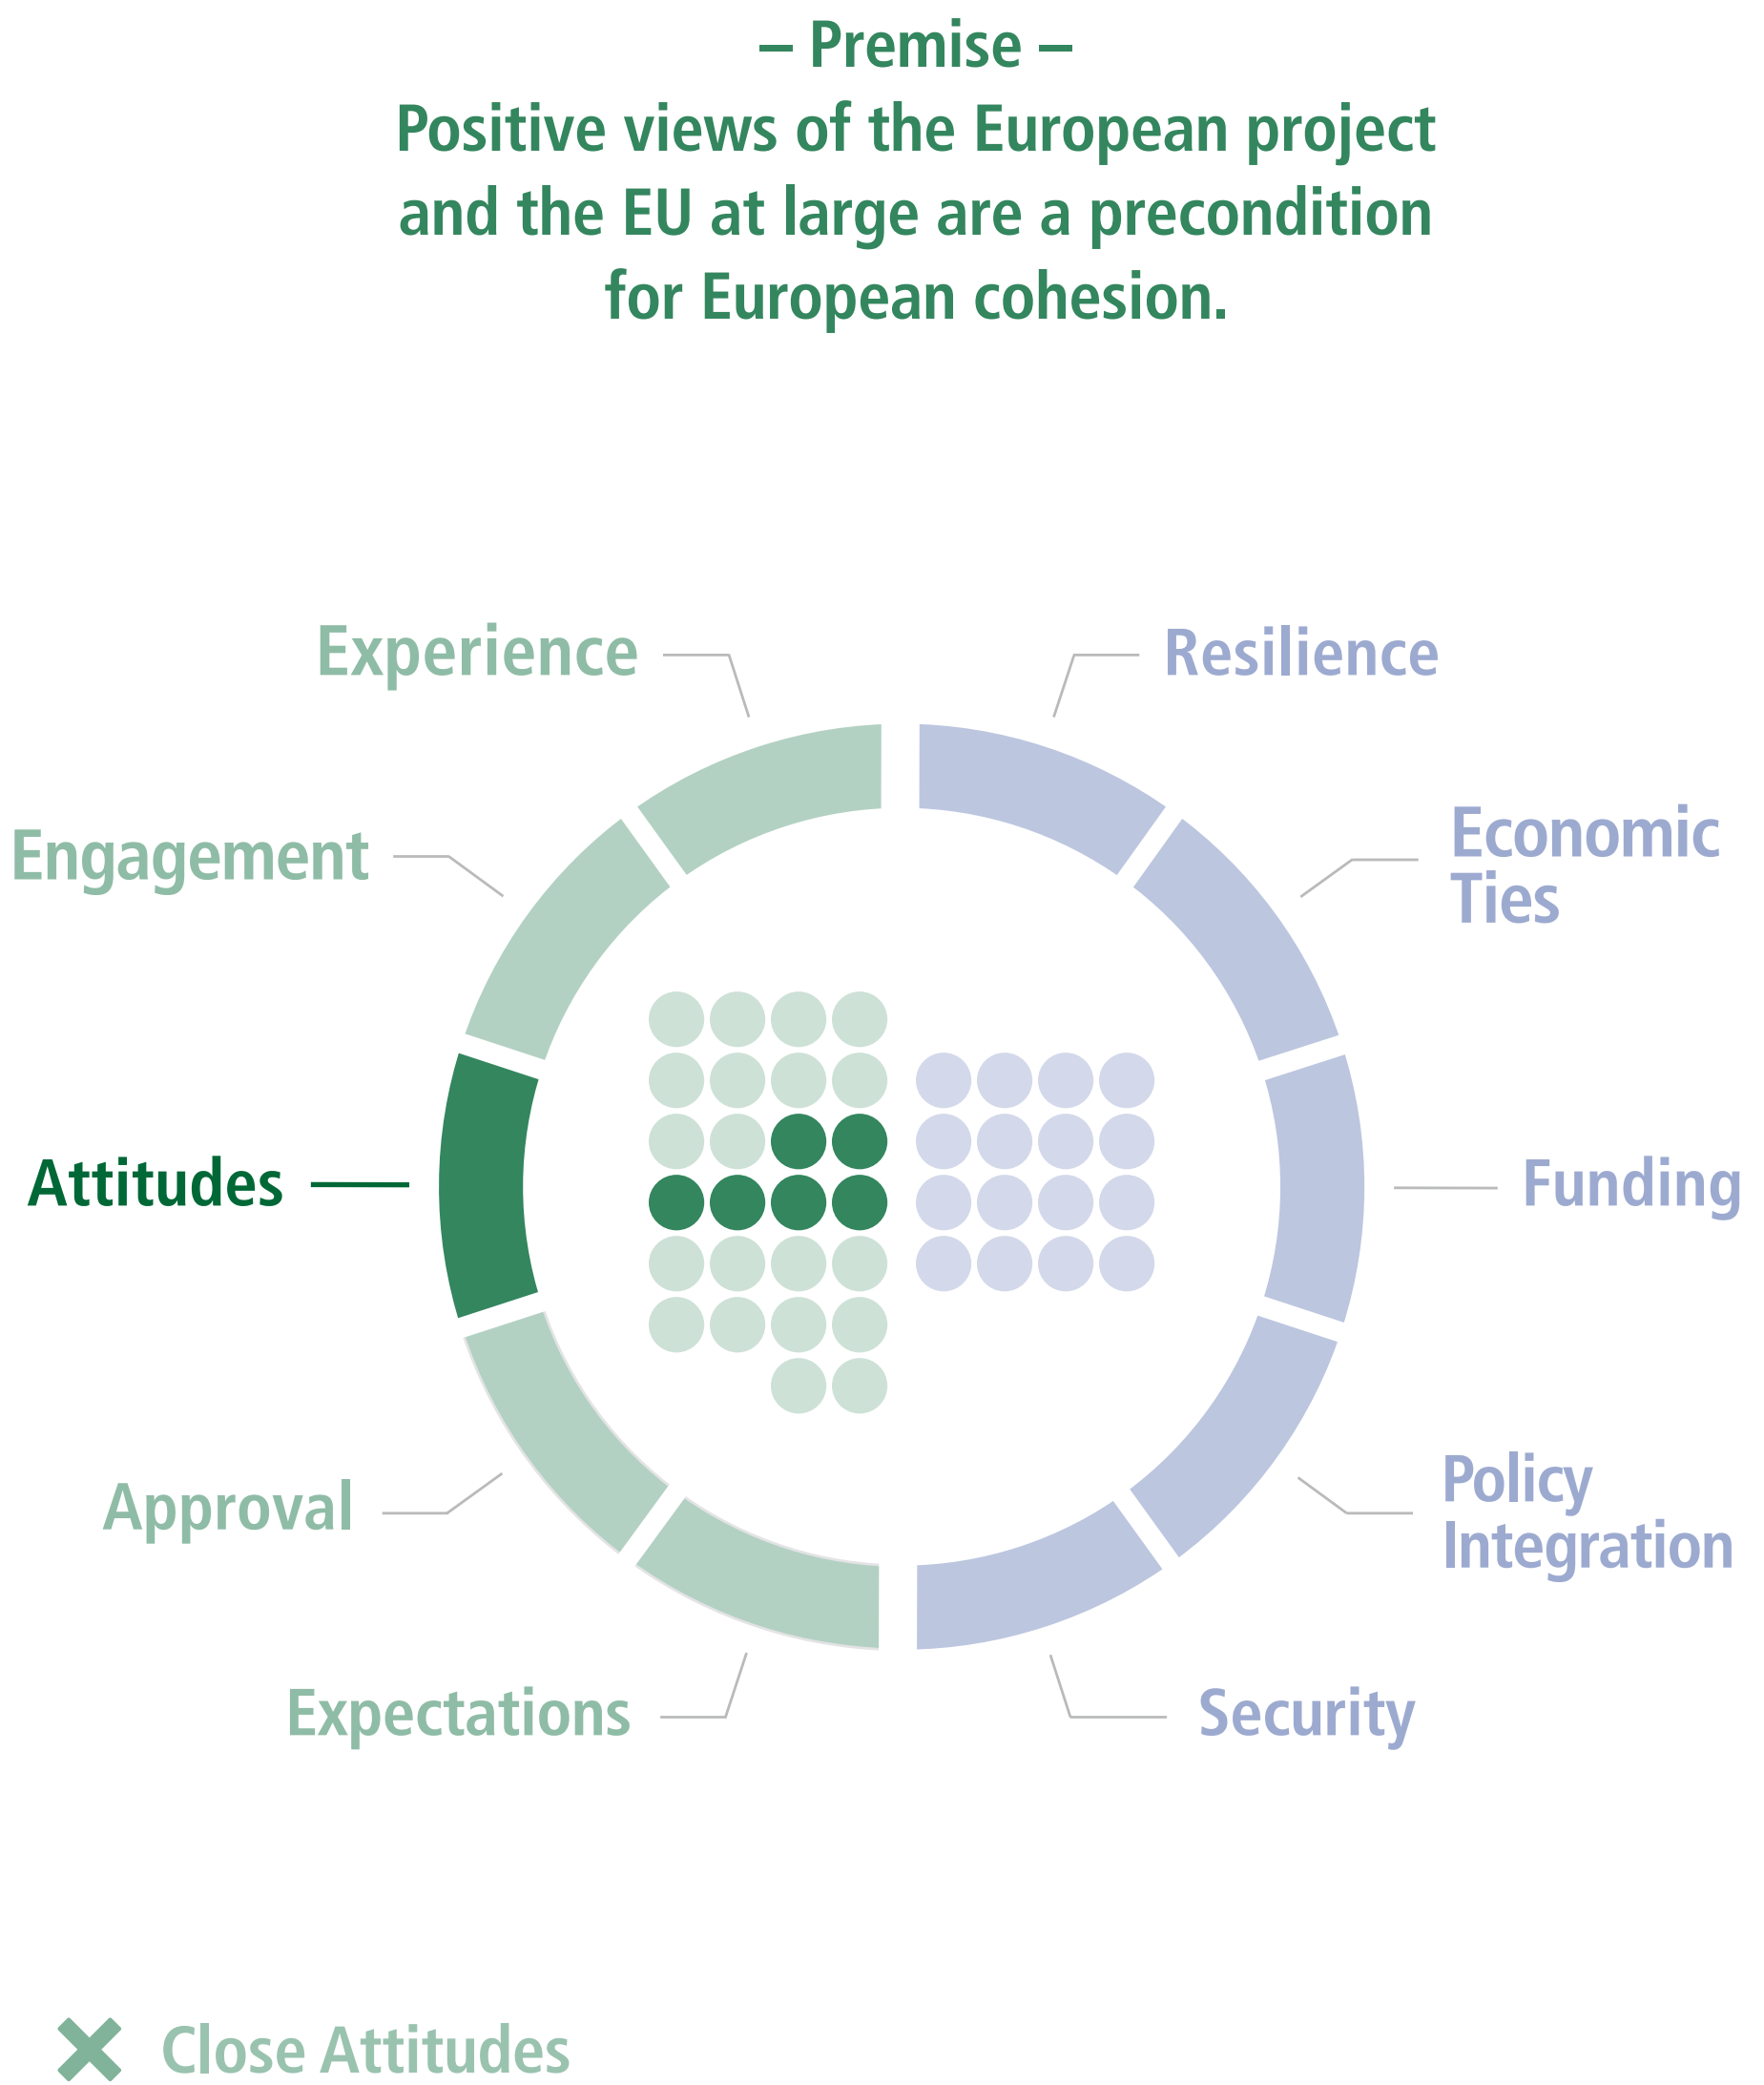 – Premise –
Positive views of the European project
and the EU at large are a precondition
for European cohesion.
Experience
Resilience
Engagement
Economic
Ties
Attitudes
Funding
Approval
Policy
Integration
Expectations
Security
Close Attitudes